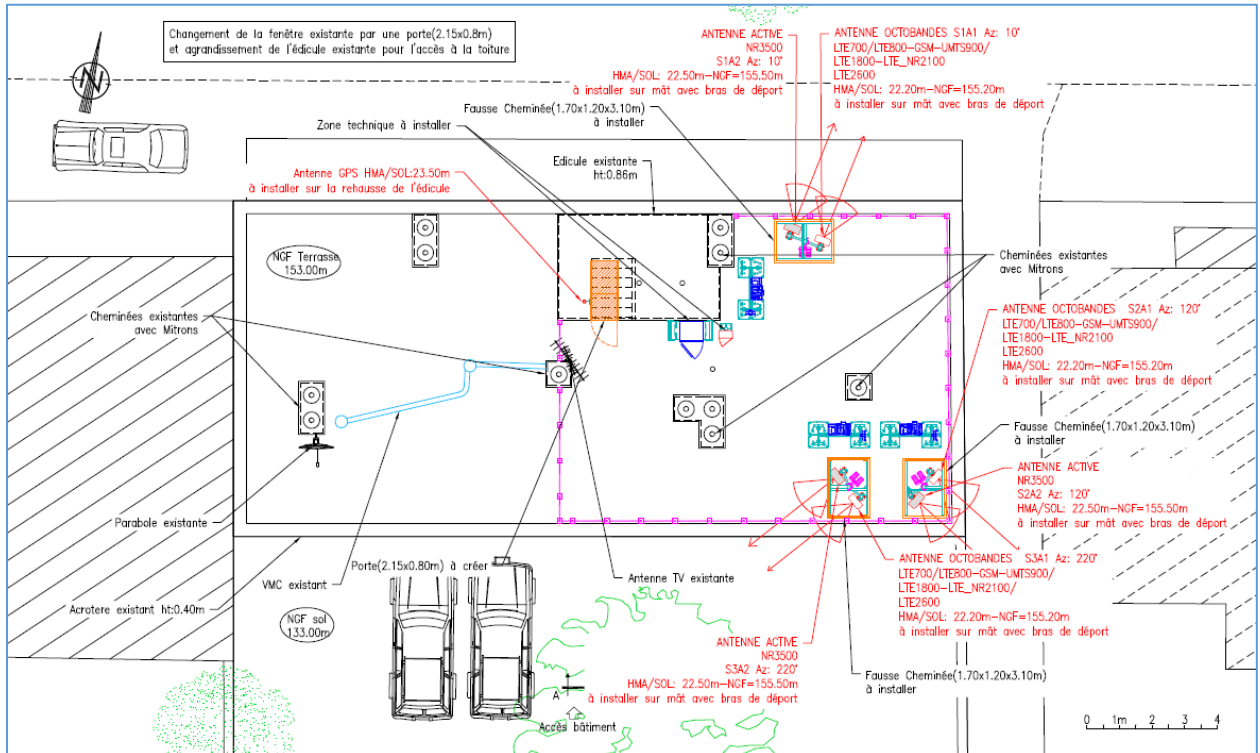 Changement de la fenêtre existante par une porte(2.15x0.8m)
et agrandissement de l'édicule existante pour l'accès à la toiture
N
ANTENNE ACTIVE
NR3500
S1A2 Az: 10°
HMA/SOL: 22.50m-NGF=155.50m
à installer sur mât avec bras de déport
ANTENNE OCTOBANDES S1A1 Az: 10°
LTE700/LTE800-GSM-UMTS900/
LTE1800-LTE_NR2100
LTE2600
HMA/SOL: 22.20m-NGF=155.20m
à installer sur mât avec bras de déport
Fausse Cheminée(1.70x1.20x3.10m)
à installer
Zone technique à installer
Edicule existante
ht:0.86m
Antenne GPS HMA/SOL:23.50m
à installer sur la rehausse de l'édicule
NGF Terrasse
153.00m
Cheminées existantes
avec Mitrons
Cheminées existantes
avec Mitrons
ANTENNE OCTOBANDES S2A1 Az: 120°
LTE700/LTE800-GSM-UMTS900/
LTE1800-LTE_NR2100
LTE2600
HMA/SOL: 22.20m-NGF=155.20m
à installer sur mât avec bras de déport
Fausse Cheminée(1.70x1.20x3.10m)
à installer
ANTENNE ACTIVE
NR3500
S2A2 Az: 120°
HMA/SOL: 22.50m-NGF=155.50m
à installer sur mât avec bras de déport
Parabole existante
VMC existant
Acrotere existant ht:0.40m
NGF sol
133.00m
Porte(2.15x0.80m) à créer
Antenne TV existante
ANTENNE OCTOBANDES S3A1 Az: 220°
LTE700/LTE800-GSM-UMTS900/
LTE1800-LTE_NR2100/
LTE2600
HMA/SOL: 22.20m-NGF=155.20m
à installer sur mât avec bras de déport
ANTENNE ACTIVE
NR3500
S3A2 Az: 220°
HMA/SOL: 22.50m-NGF=155.50m
à installer sur mât avec bras de déport
Fausse Cheminée(1.70x1.20x3.10m)
à installer
A
Accès bâtiment
0 1m 2 3 4